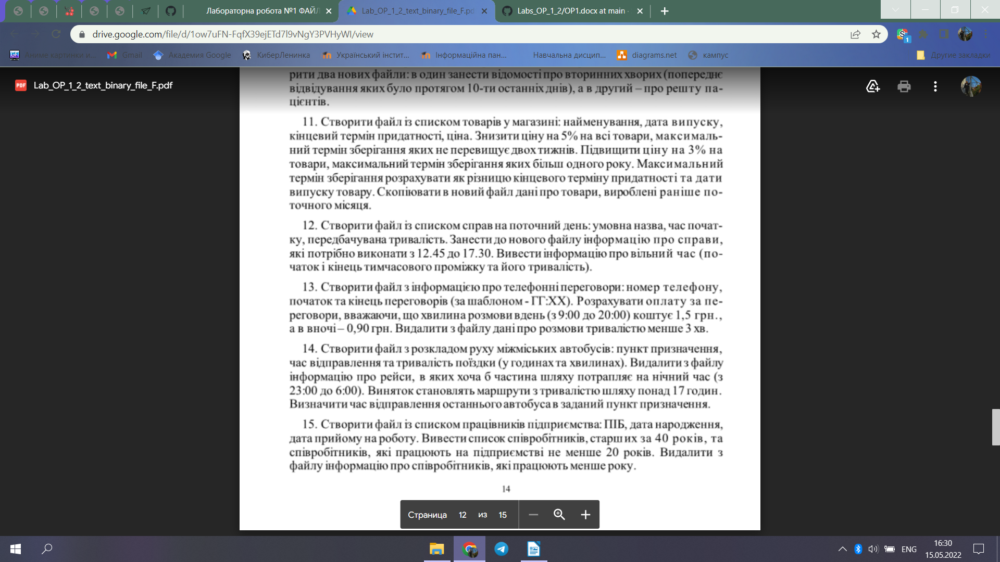 Лабораторна робота №1 ФАЙЛ
Lab_OP_1_2_text_binary_file_F.pd
Labs_OP_1_2/OP1.docx at main
drive.google.com/file/d/1ow7uFN-FqfX39ejETd7l9vNgY3PVHyWI/view
1
GF Аниме картинки и...
Gmail
Академия Google
КиберЛенинка
Український інстит...
Інформаційна пан...
Навчальна дисцип...
diagrams.net
кампус
Другие закладки
PDF Lab_OP_1_2_text_binary_file_F.pdf
рити два нових файли: в один занести відомості про вторинних хворих (попереднє
відвідування яких було протягом 10-ти останніх днів), а в другий – про решту па-
цієнтів.
11. Створити файл із списком товарів у магазині: найменування, дата випуску,
кінцевий термін придатності, ціна. Знизити ціну на 5% на всі товари, максималь-
ний термін зберігання яких не перевищує двох тижнів. Підвищити ціну на 3% на
товари, максимальний термін зберігання яких більш одного року. Максимальний
термін зберігання розрахувати як різницю кінцевого терміну придатності та дати
випуску товару. Скопіювати в новий файл дані про товари, вироблені раніше по-
точного місяця.
12. Створити файл із списком справ на поточний день: умовна назва, час почат-
ку, передбачувана тривалість. Занести до нового файлу інформацію про справи,
які потрібно виконати з 12.45 до 17.30. Вивести інформацію про вільний час (по-
чаток і кінець тимчасового проміжку та його тривалість).
13. Створити файл з інформацією про телефонні переговори: номер телефону,
початок та кінець переговорів (за шаблоном - ГГ:ХХ). Розрахувати оплату за пе-
реговори, вважаючи, що хвилина розмови вдень (з 9:00 до 20:00) коштує 1,5 грн.,
а в вночі – 0,90 грн. Видалити з файлу дані про розмови тривалістю менше 3 хв.
14. Створити файл з розкладом руху міжміських автобусів: пункт призначення,
час відправлення та тривалість поїздки (у годинах та хвилинах). Видалити з файлу
інформацію про рейси, в яких хоча б частина шляху потрапляє на нічний час (з
23:00 до 6:00). Виняток становлять маршрути з тривалістю шляху понад 17 годин.
Визначити час відправлення останнього автобуса в заданий пункт призначення.
15. Створити файл із списком працівників підприємства: ПІБ, дата народження,
дата прийому на роботу. Вивести список співробітників, старших за 40 років, та
співробітників, які працюють на підприємстві не менше 20 років. Видалити з
файлу інформацію про співробітників, які працюють менше року.
14
Страница 12 из 15
ENG
16:30
15.05.2022